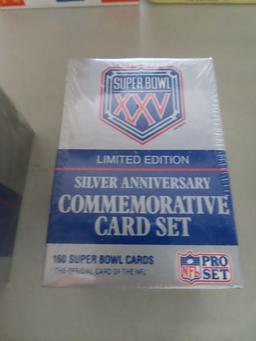 SUPER BOWL
XXV
LIMITED EDITION
SILVER ANNIVERSARY
COMMEMORATIVE
CARD SET
160 SUPER BOWL CARDS
"THE OFFICIAL CARD OF THE NFL"
NFL
PRO
SET